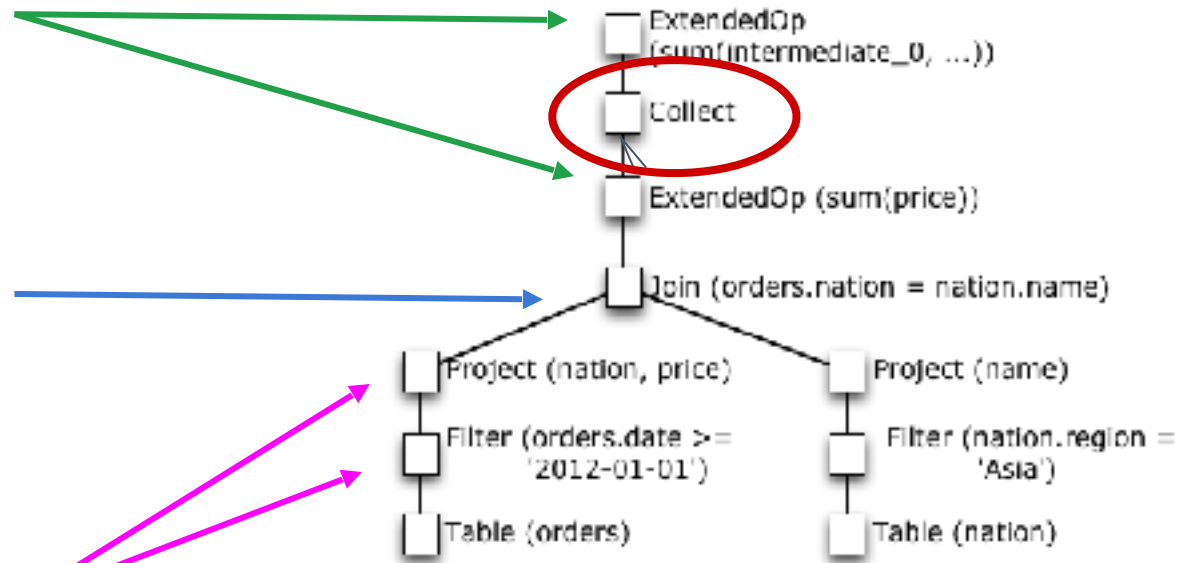 ExtendedOp
(sum(intermediate_0, ...))
Collect
ExtendedOp (sum(price))
Join (orders.nation = nation.name)
Project (nation, price)
Project (name)
Filter (orders.date >=
'2012-01-01')
Filter (nation.region =
'Asia')
Table (orders)
Table (nation)